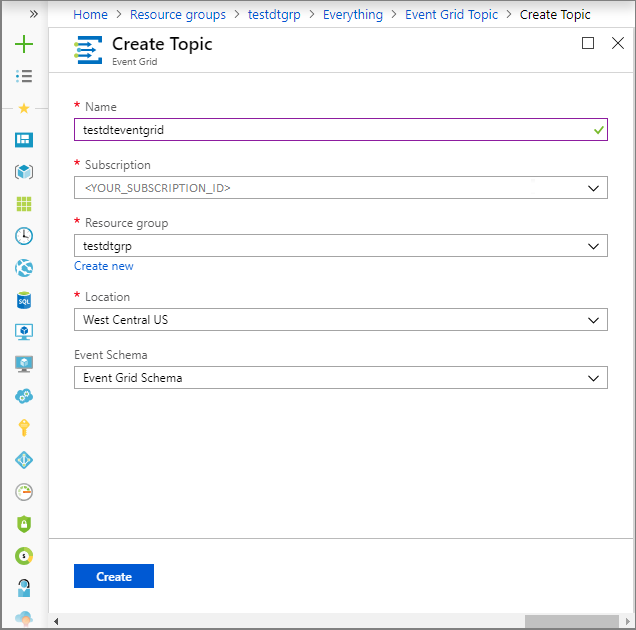 » Home > Resource groups > testdtgrp > Everything > Event Grid Topic > Create Topic
Create Topic
Event Grid
* Name
testdteventgrid
* Subscription
<YOUR_SUBSCRIPTION_ID>
* Resource group
testdtgrp
Create new
* Location
West Central US
SQL
Event Schema
Event Grid Schema
Create